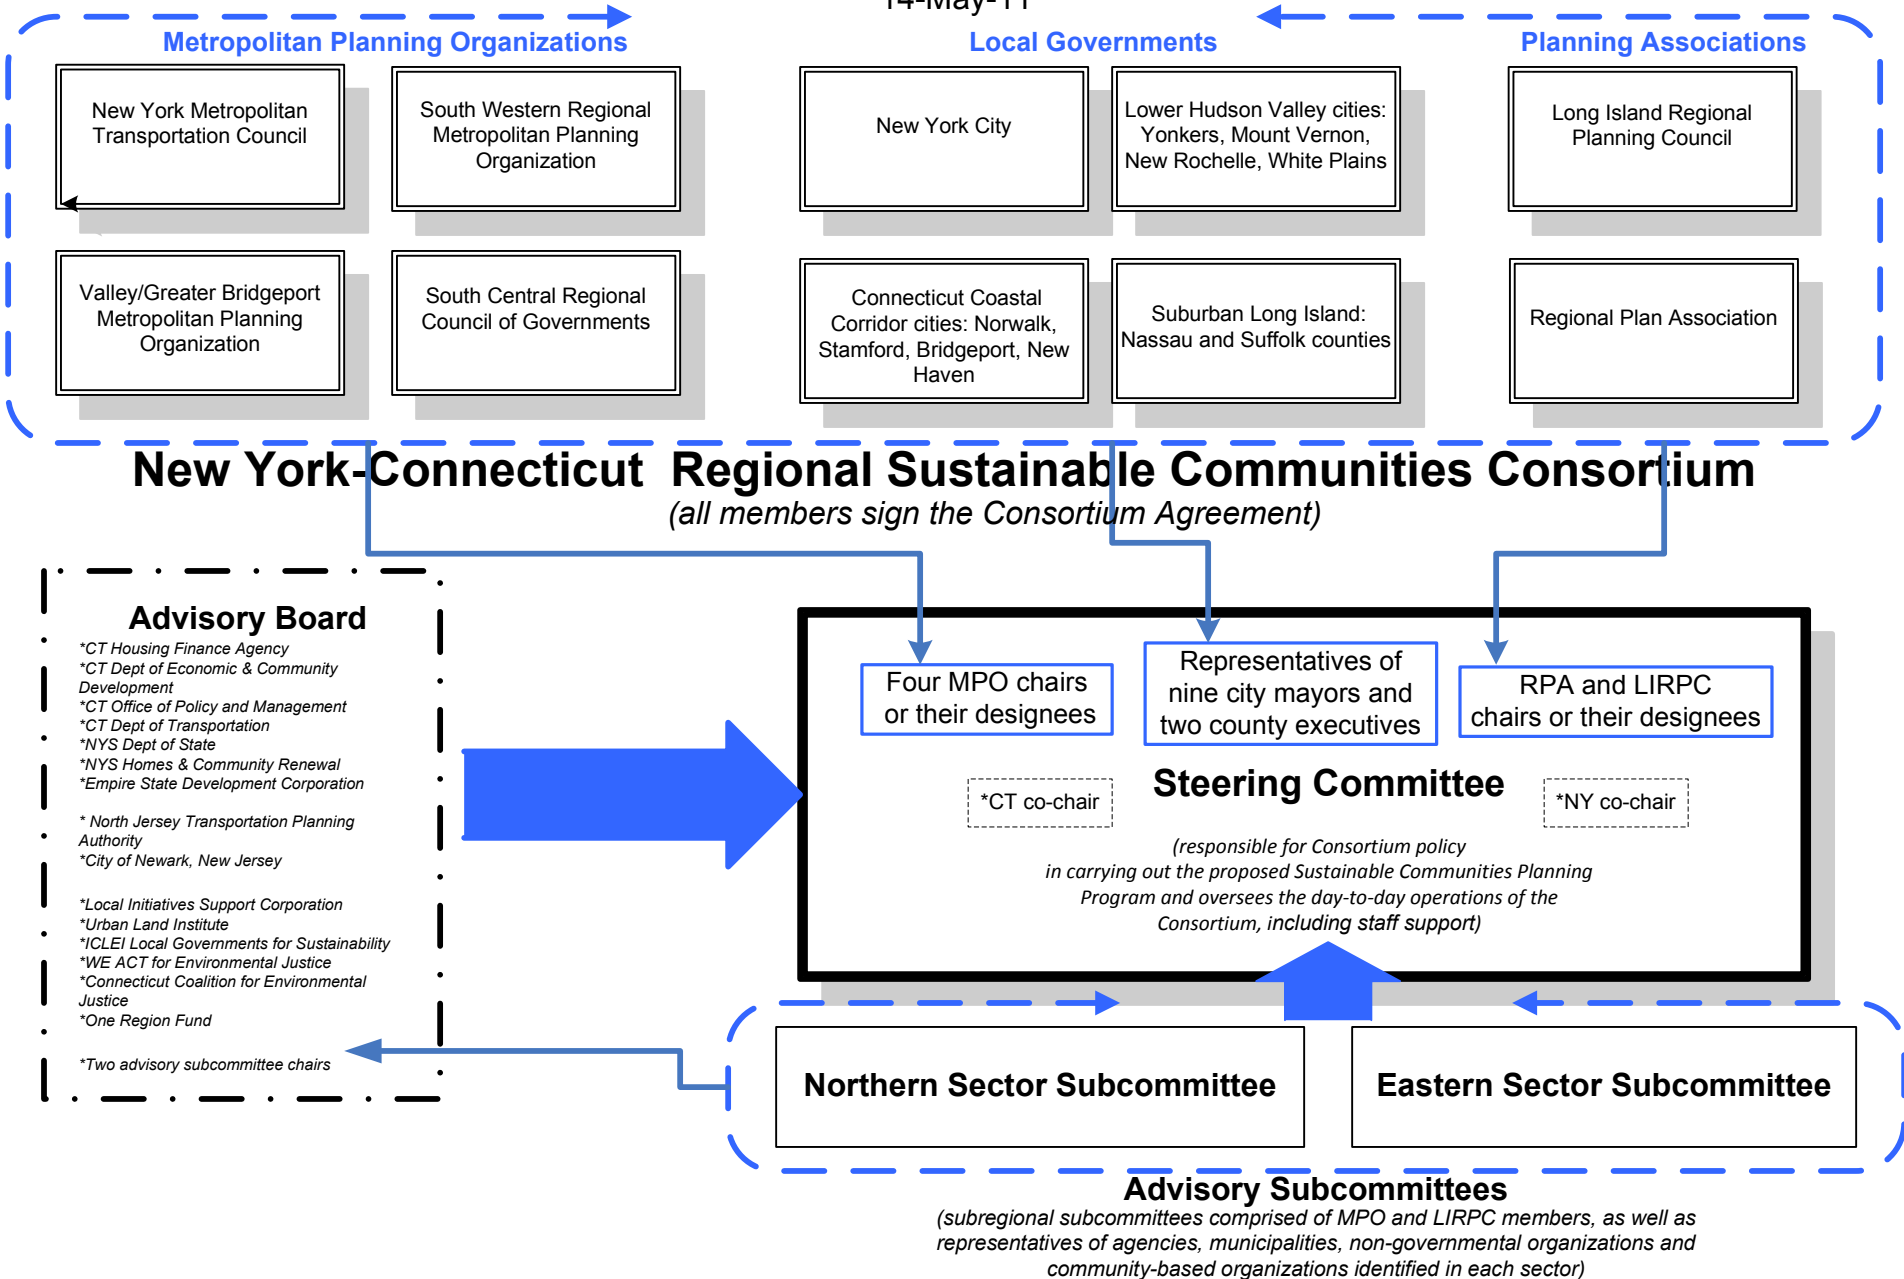 14-May-11
Metropolitan Planning Organizations
Local Governments
Planning Associations
New York Metropolitan
Transportation Council
South Western Regional
Metropolitan Planning
Organization
New York City
Lower Hudson Valley cities:
Yonkers, Mount Vernon,
New Rochelle, White Plains
Long Island Regional
Planning Council
Valley/Greater Bridgeport
Metropolitan Planning
Organization
South Central Regional
Council of Governments
Connecticut Coastal
Corridor cities: Norwalk,
Stamford, Bridgeport, New
Haven
Suburban Long Island:
Nassau and Suffolk counties
Regional Plan Association
New York-Connecticut Regional Sustainable Communities Consortium
(all members sign the Consortium Agreement)
Advisory Board
*CT Housing Finance Agency
*CT Dept of Economic & Community
Development
*CT Office of Policy and Management
*CT Dept of Transportation
*NYS Dept of State
*NYS Homes & Community Renewal
*Empire State Development Corporation
* North Jersey Transportation Planning
Authority
*City of Newark, New Jersey
*Local Initiatives Support Corporation
*Urban Land Institute
*ICLEI Local Governments for Sustainability
*WE ACT for Environmental Justice
*Connecticut Coalition for Environmental
Justice
*One Region Fund
*Two advisory subcommittee chairs
Four MPO chairs
or their designees
Representatives of
nine city mayors and
two county executives
RPA and LIRPC
chairs or their designees
*CT co-chair
Steering Committee
*NY co-chair
(responsible for Consortium policy
in carrying out the proposed Sustainable Communities Planning
Program and oversees the day-to-day operations of the
Consortium, including staff support)
Northern Sector Subcommittee
Eastern Sector Subcommittee
Advisory Subcommittees
(subregional subcommittees comprised of MPO and LIRPC members, as well as
representatives of agencies, municipalities, non-governmental organizations and
community-based organizations identified in each sector)